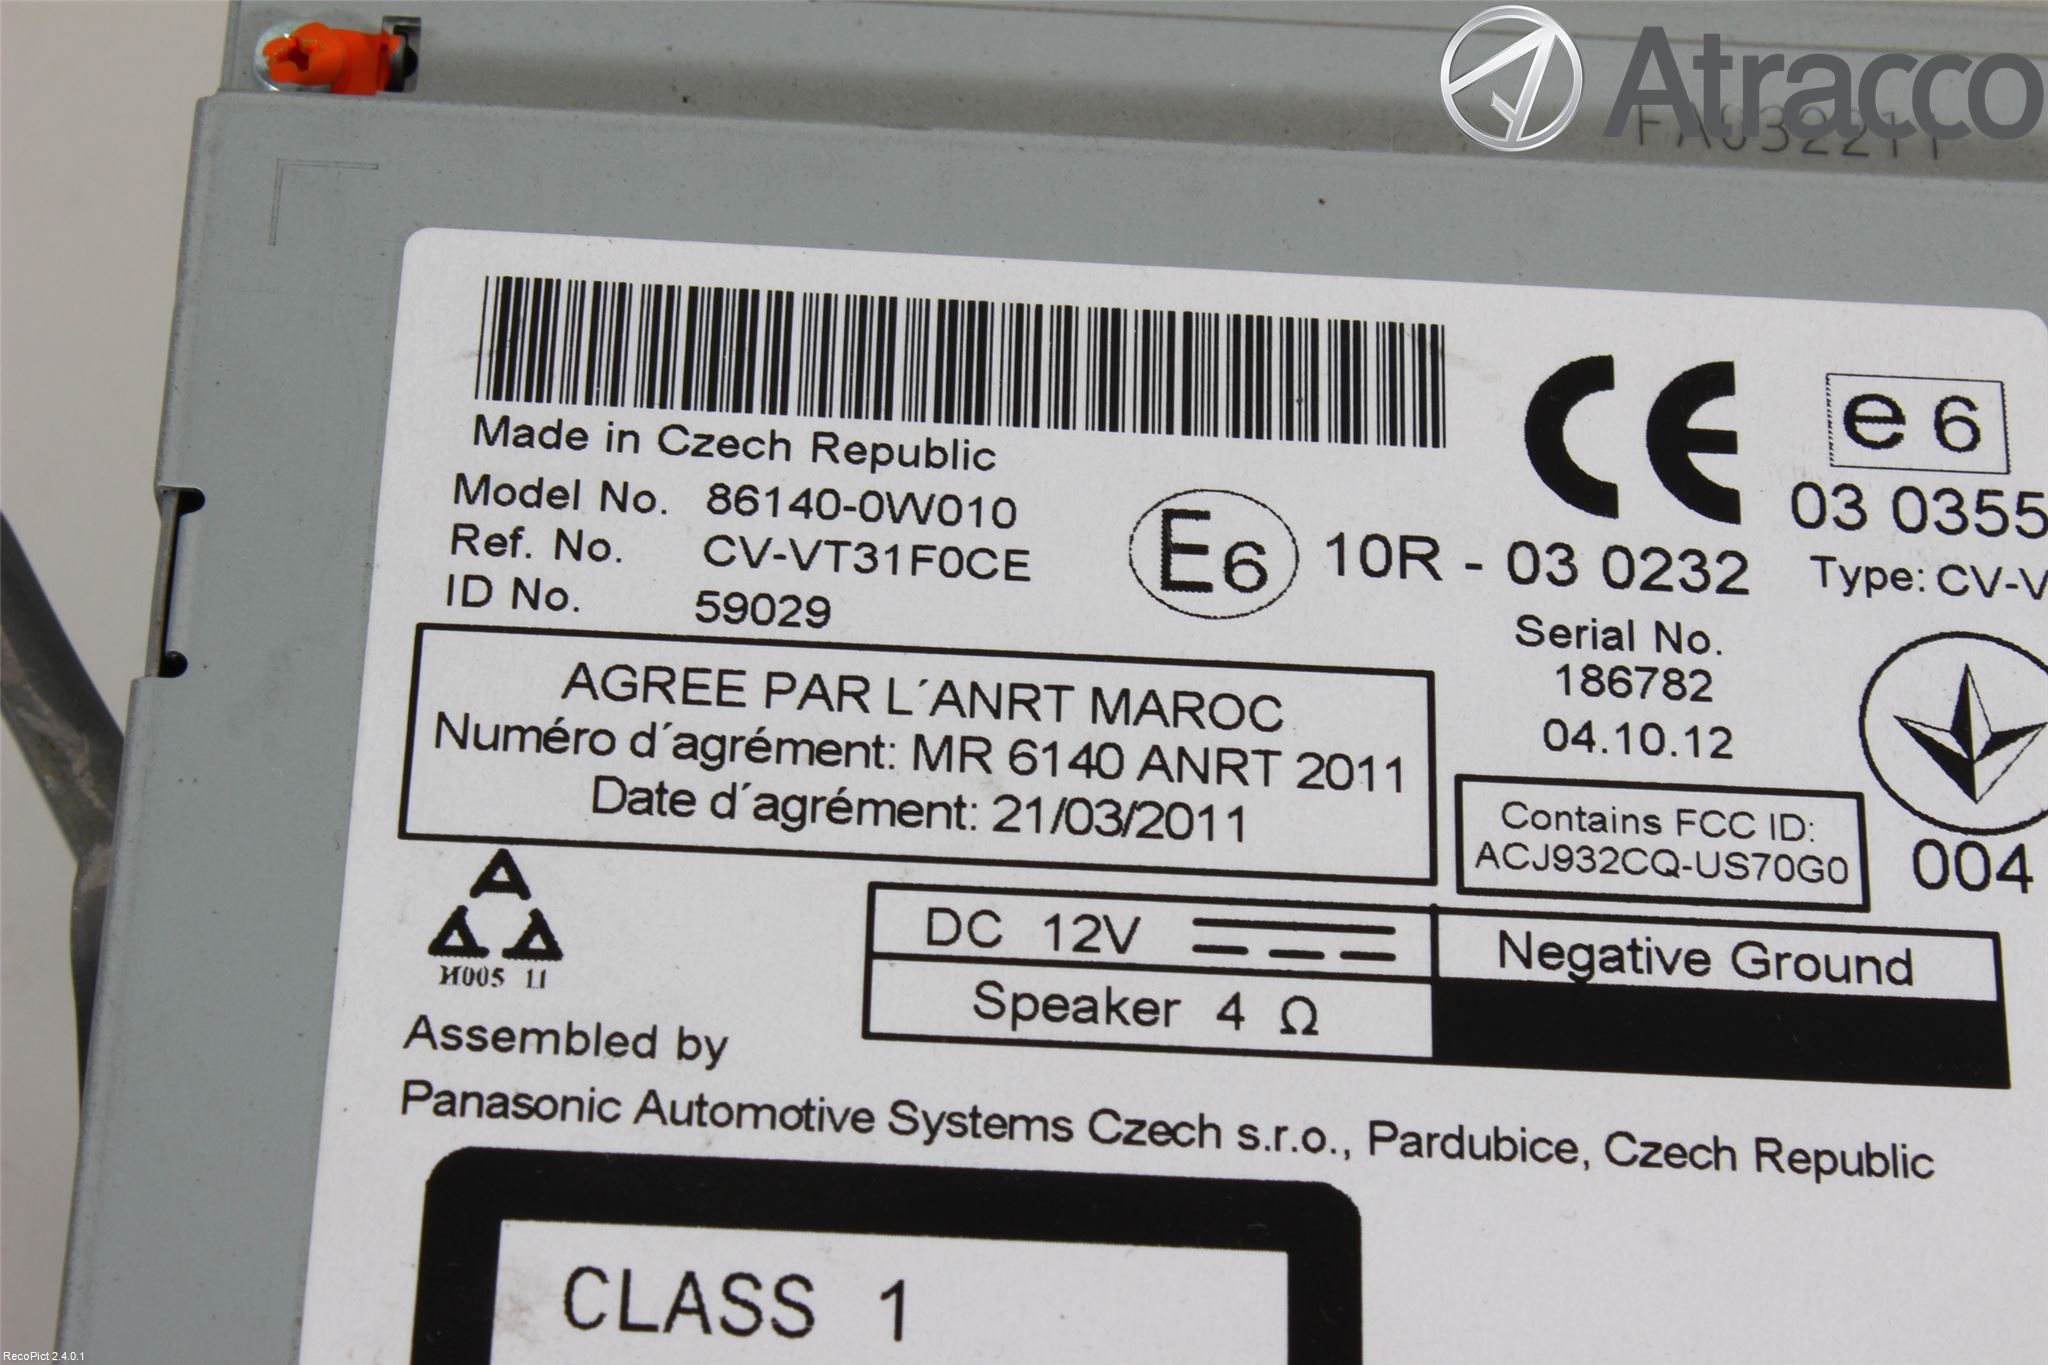 Atracco
Made in Czech Republic
Model No. 86140-0W010
Ref. No. CV-VT31F0CE
ID No. 59029
CE
e 6
03 0355
E6 10R - 03 0232
Type: CV-V
Serial No.
186782
04.10.12
AGREE PAR L´ANRT MAROC
Numéro d´agrément: MR 6140 ANRT 2011
Date d´agrément: 21/03/2011
Contains FCC ID:
ACJ932CQ-US70G0
004
DC 12V
Negative Ground
Speaker 4 Ω
Assembled by
Panasonic Automotive Systems Czech s.r.o., Pardubice, Czech Republic
CLASS 1
RecoPict 2.4.0.1